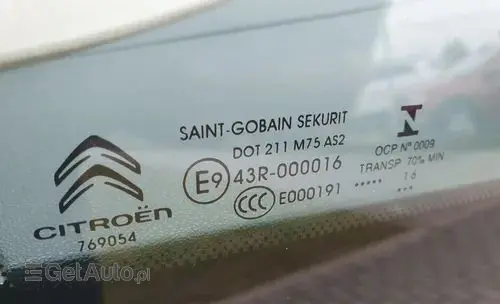 CITROËN
769054
SAINT-GOBAIN SEKURIT
DOT 211 M75 AS2
E9 43R-000016
CCC E000191
N
OCP Nº 0009
TRANSP 70% MIN
••••• 16 ••••
GetAuto.pl